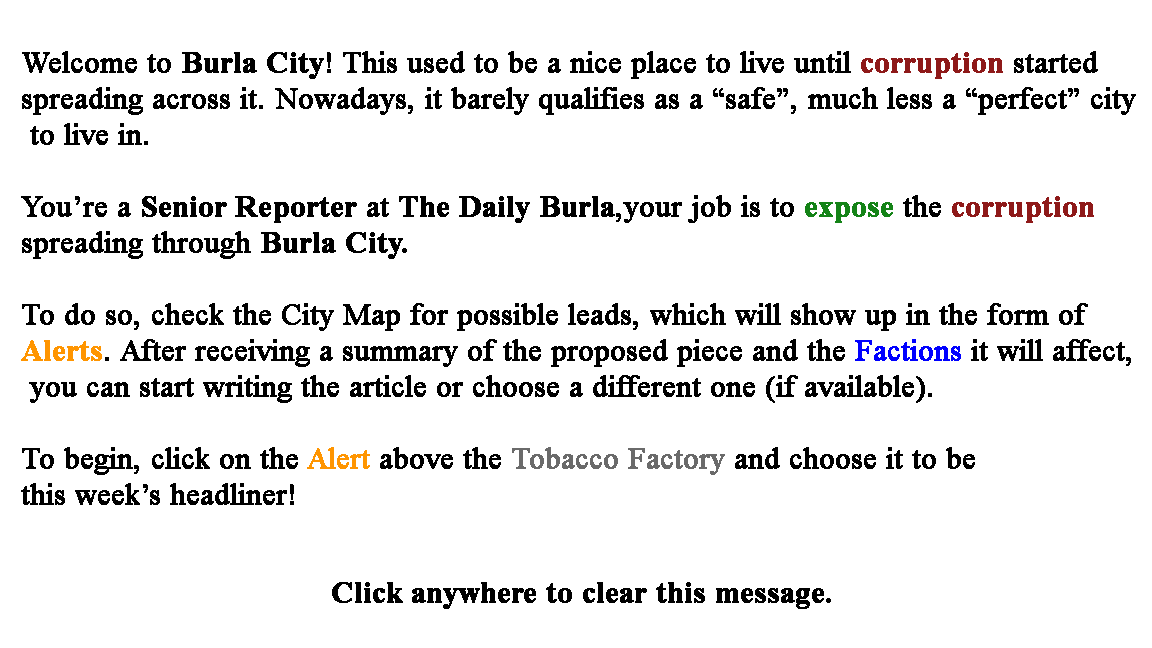 Welcome to Burla City! This used to be a nice place to live until corruption started
spreading across it. Nowadays, it barely qualifies as a “safe”, much less a “perfect” city
to live in.
You’re a Senior Reporter at The Daily Burla,your job is to expose the corruption
spreading through Burla City.
To do so, check the City Map for possible leads, which will show up in the form of
Alerts. After receiving a summary of the proposed piece and the Factions it will affect,
you can start writing the article or choose a different one (if available).
To begin, click on the Alert above the Tobacco Factory and choose it to be
this week’s headliner!
Click anywhere to clear this message.